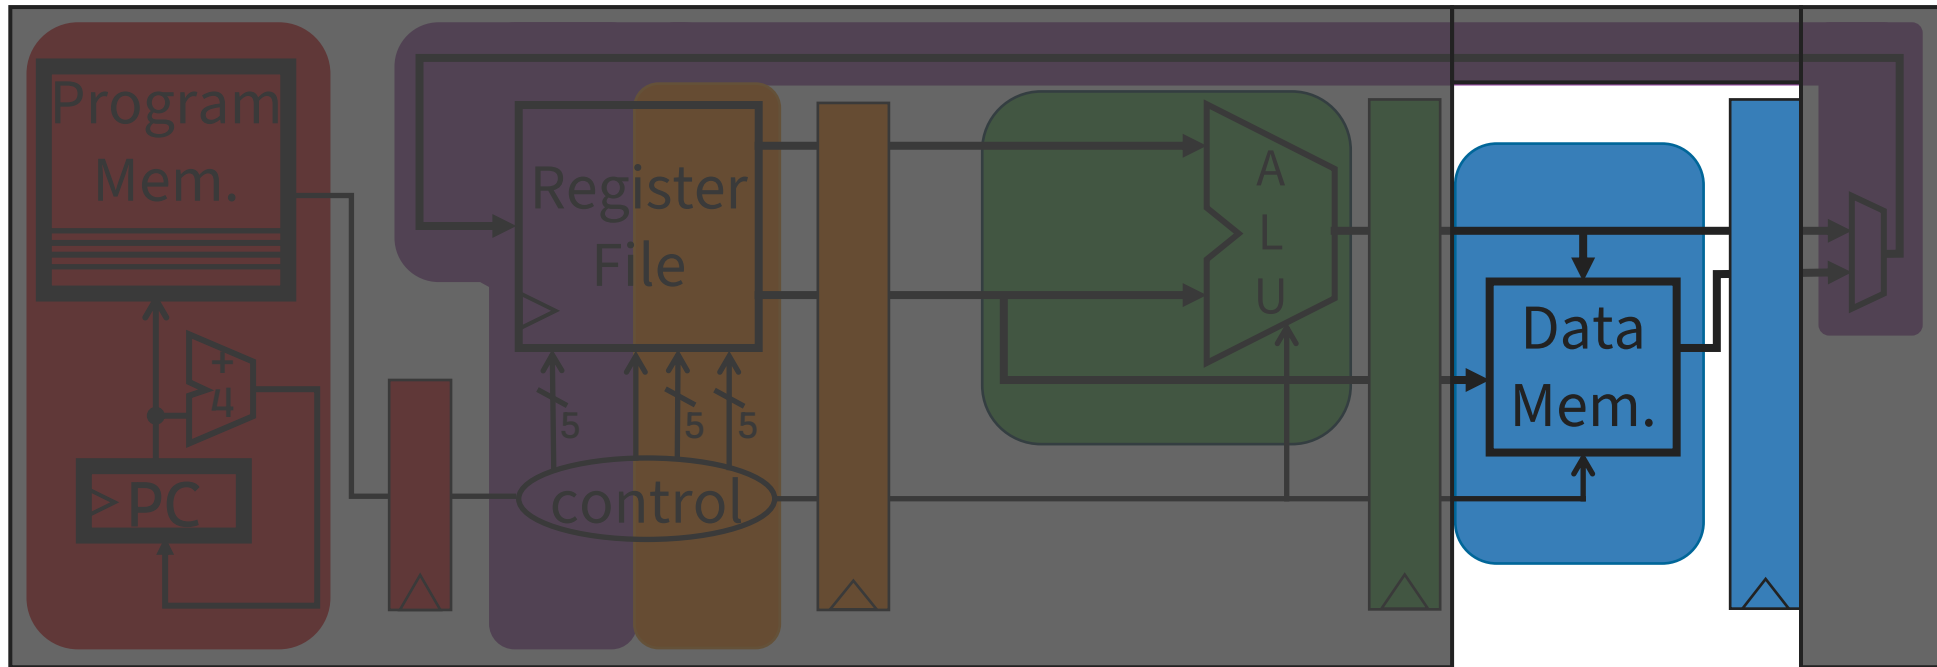 Program
Mem.
+
4
PC
Register
File
5
5
5
control
A
L
U
Data
Mem.